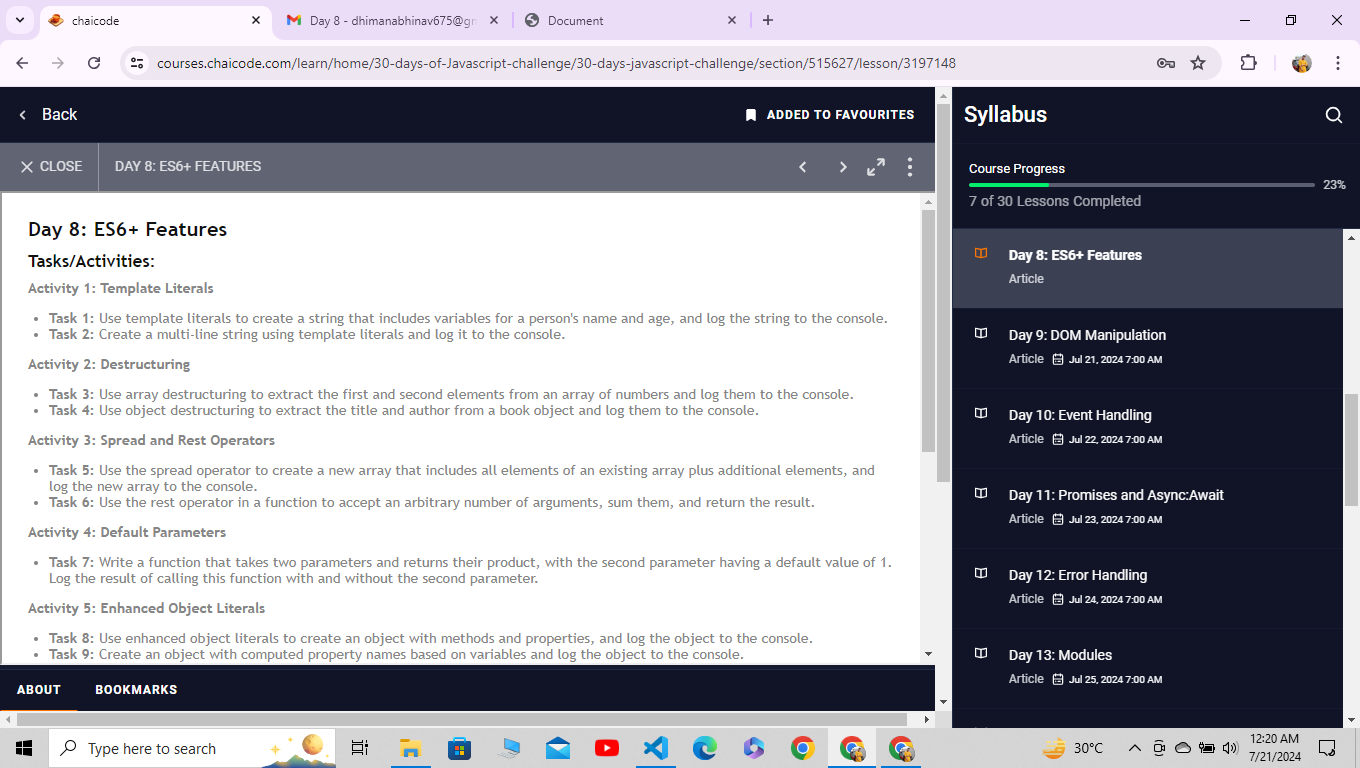 chaicode
Day 8 - dhimanabhinav675@gm
Document
courses.chaicode.com/learn/home/30-days-of-Javascript-challenge/30-days-javascript-challenge/section/515627/lesson/3197148
Back
ADDED TO FAVOURITES
CLOSE
DAY 8: ES6+ FEATURES
Day 8: ES6+ Features
Tasks/Activities:
Activity 1: Template Literals
• Task 1: Use template literals to create a string that includes variables for a person's name and age, and log the string to the console.
• Task 2: Create a multi-line string using template literals and log it to the console.
Activity 2: Destructuring
• Task 3: Use array destructuring to extract the first and second elements from an array of numbers and log them to the console.
• Task 4: Use object destructuring to extract the title and author from a book object and log them to the console.
Activity 3: Spread and Rest Operators
• Task 5: Use the spread operator to create a new array that includes all elements of an existing array plus additional elements, and
log the new array to the console.
• Task 6: Use the rest operator in a function to accept an arbitrary number of arguments, sum them, and return the result.
Activity 4: Default Parameters
• Task 7: Write a function that takes two parameters and returns their product, with the second parameter having a default value of 1.
Log the result of calling this function with and without the second parameter.
Activity 5: Enhanced Object Literals
• Task 8: Use enhanced object literals to create an object with methods and properties, and log the object to the console.
• Task 9: Create an object with computed property names based on variables and log the object to the console.
ABOUT
BOOKMARKS
Syllabus
Course Progress
23%
7 of 30 Lessons Completed
Day 8: ES6+ Features
Article
Day 9: DOM Manipulation
Article Jul 21, 2024 7:00 AM
Day 10: Event Handling
Article Jul 22, 2024 7:00 AM
Day 11: Promises and Async:Await
Article Jul 23, 2024 7:00 AM
Day 12: Error Handling
Article Jul 24, 2024 7:00 AM
Day 13: Modules
Article Jul 25, 2024 7:00 AM
Type here to search
30°C
12:20 AM
7/21/2024